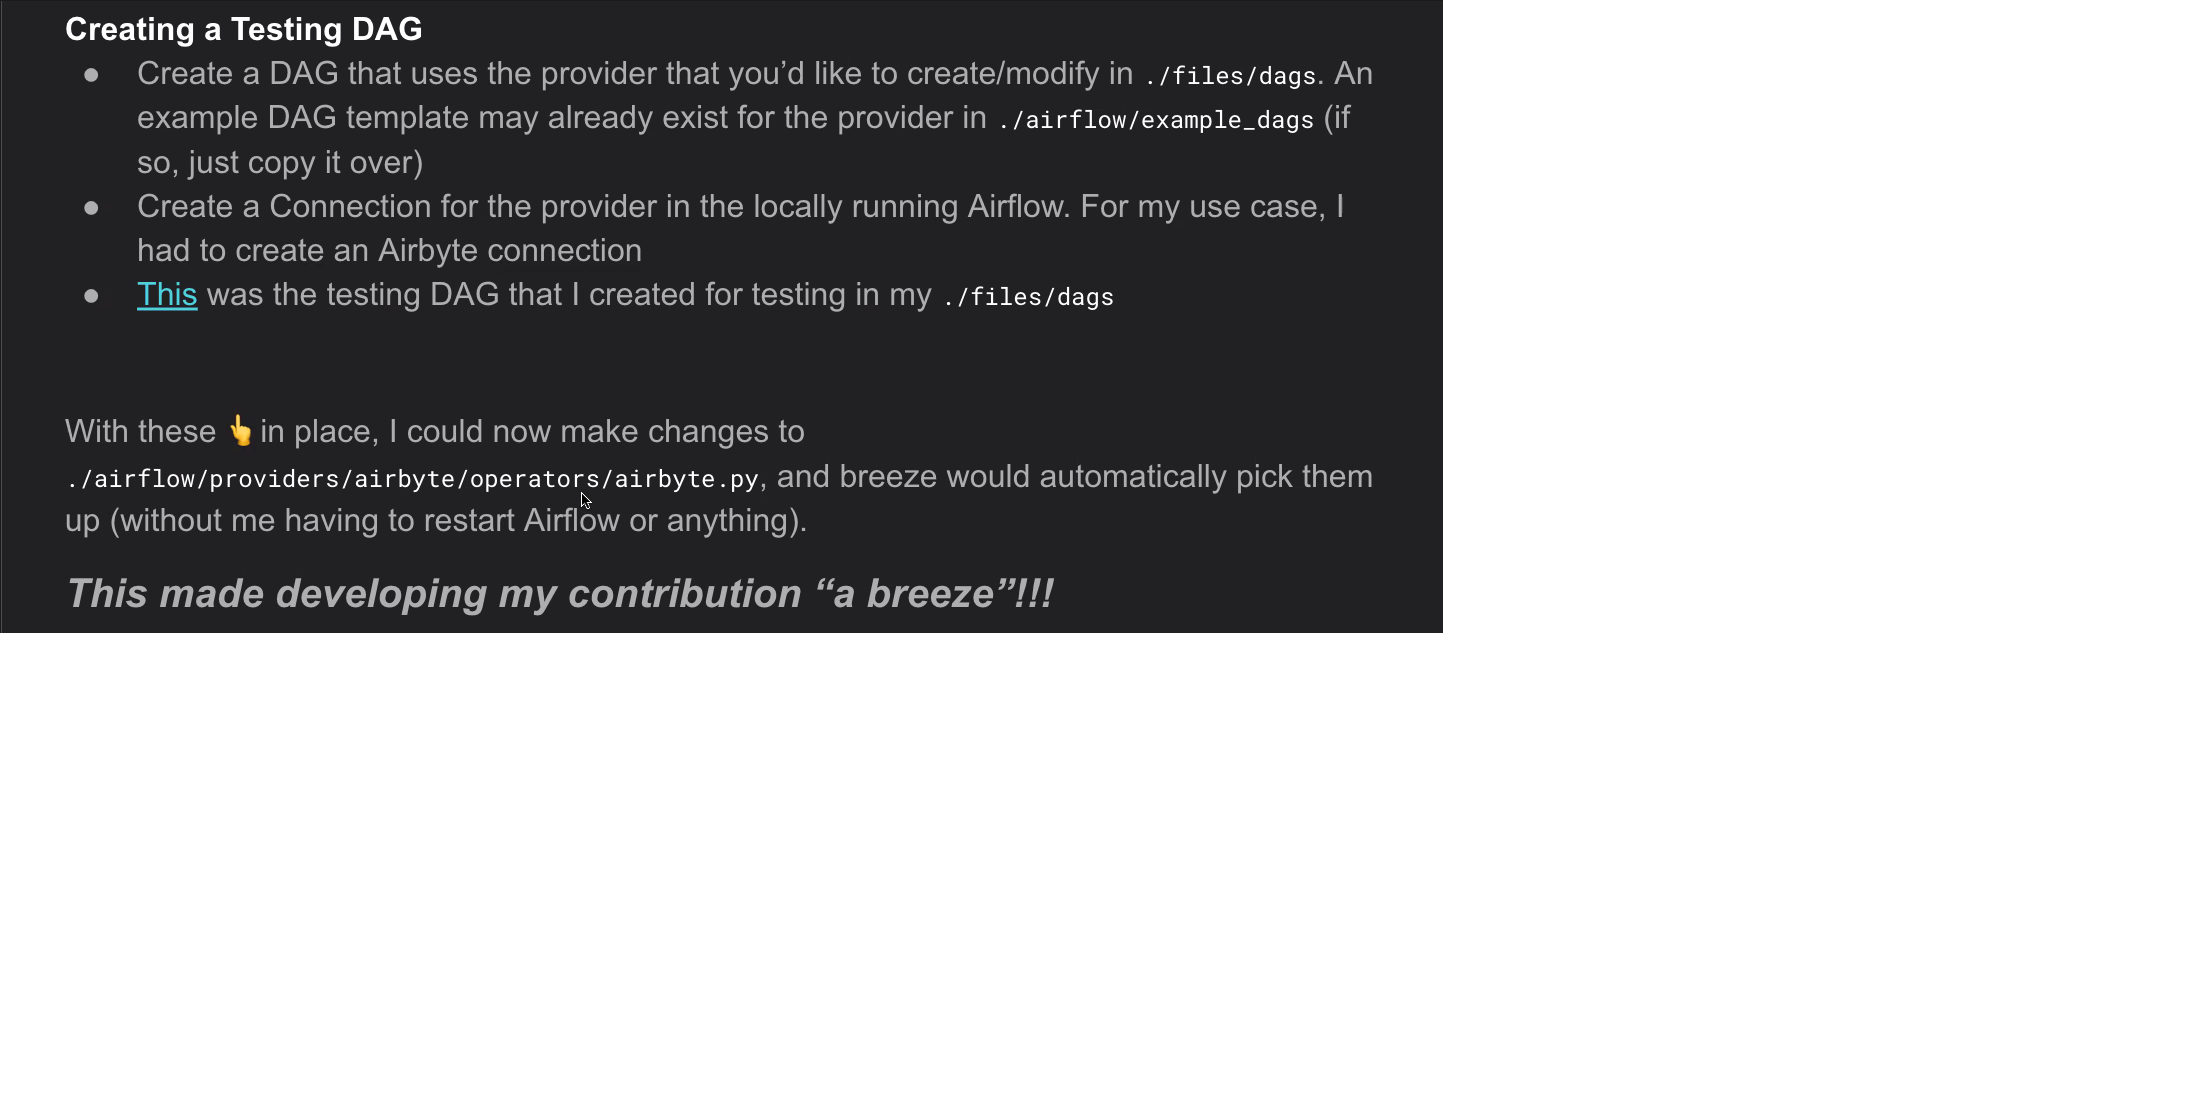 Creating a Testing DAG
● Create a DAG that uses the provider that you’d like to create/modify in ./files/dags. An
example DAG template may already exist for the provider in ./airflow/example_dags (if
so, just copy it over)
● Create a Connection for the provider in the locally running Airflow. For my use case, I
had to create an Airbyte connection
● This was the testing DAG that I created for testing in my ./files/dags
With these 👆 in place, I could now make changes to
./airflow/providers/airbyte/operators/airbyte.py, and breeze would automatically pick them
up (without me having to restart Airflow or anything).
This made developing my contribution “a breeze”!!!